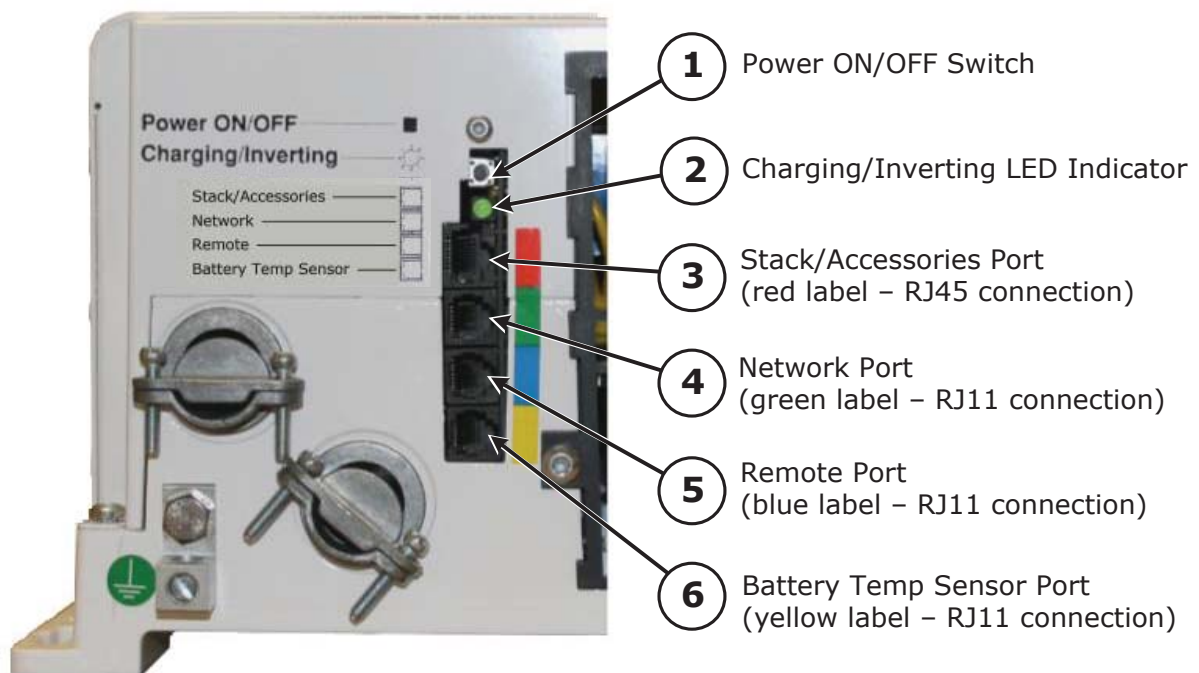 Power ON/OFF
Charging/Inverting
Stack/Accessories
Network
Remote
Battery Temp Sensor
1 Power ON/OFF Switch
2 Charging/Inverting LED Indicator
3 Stack/Accessories Port
(red label – RJ45 connection)
4 Network Port
(green label – RJ11 connection)
5 Remote Port
(blue label – RJ11 connection)
6 Battery Temp Sensor Port
(yellow label – RJ11 connection)